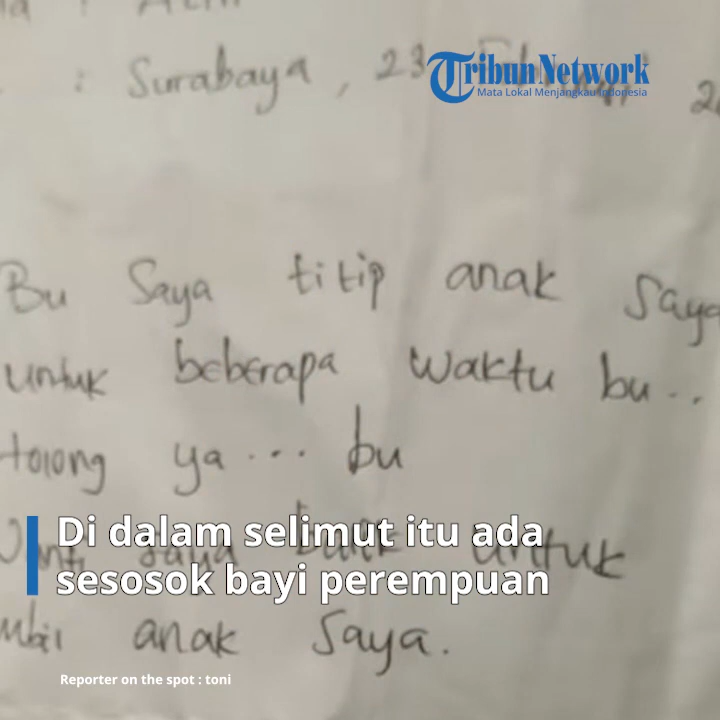 : Surabaya, 23
TribunNetwork
Mata Lokal Menjangkau Indonesia
Bu Saya titip anak Saya
untuk beberapa waktu bu..
tolong ya... bu
Di dalam selimut itu ada
sesosok bayi perempuan
untuk
anak Saya.
Reporter on the spot : toni